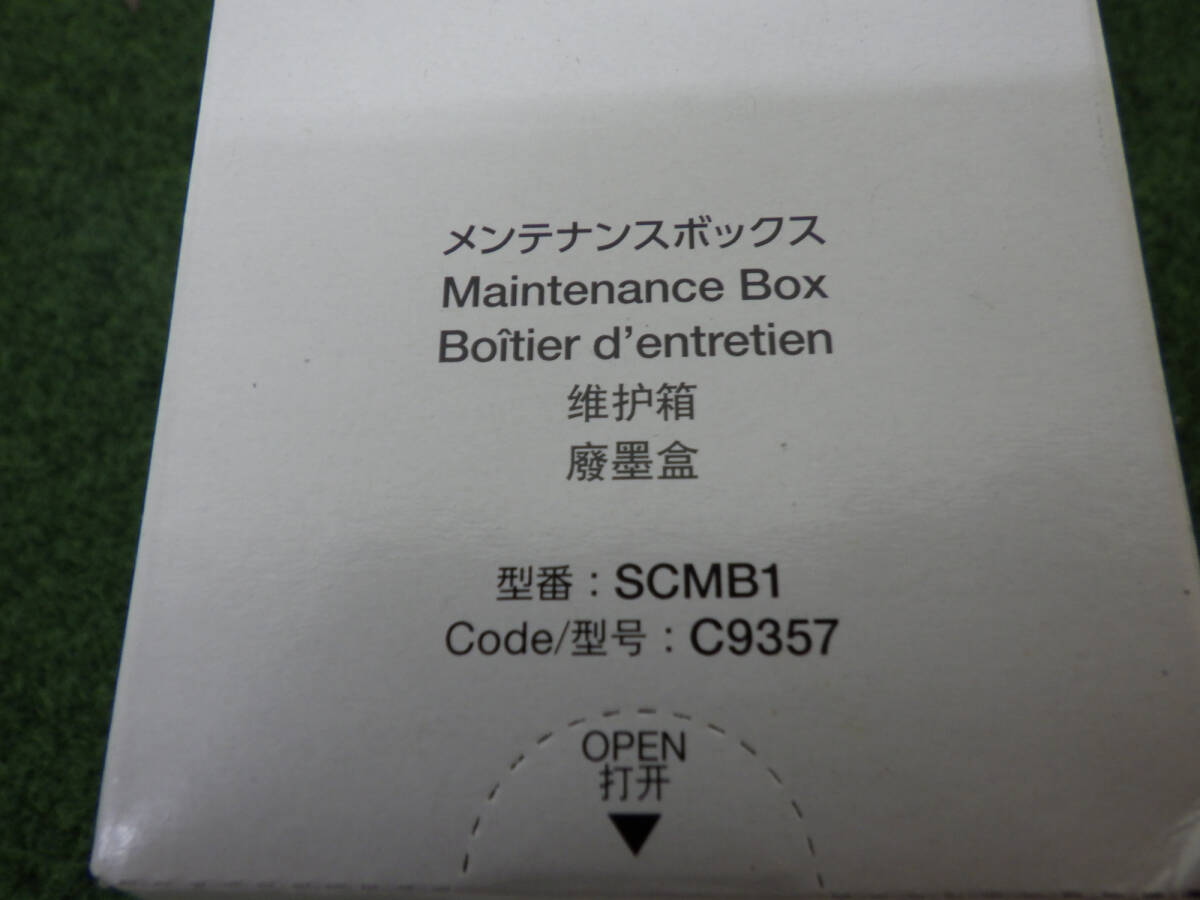 メンテナンスボックス
Maintenance Box
Boîtier d'entretien
维护箱
廢墨盒
型番：SCMB1
Code/型号：C9357
OPEN
打开